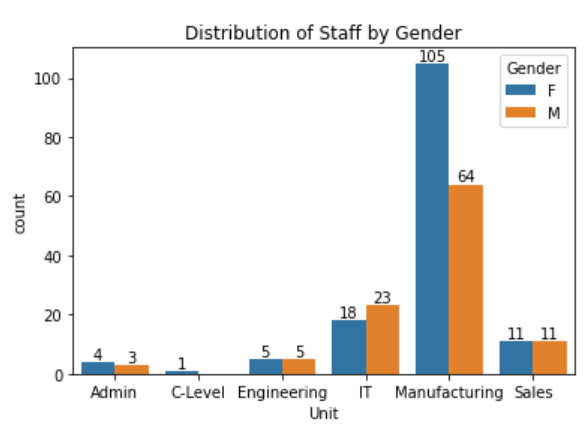 Distribution of Staff by Gender
Gender
F
M
count
100
80
60
40
20
0
4
3
1
5
5
18
23
105
64
11
11
Admin
C-Level
Engineering
IT
Manufacturing
Sales
Unit